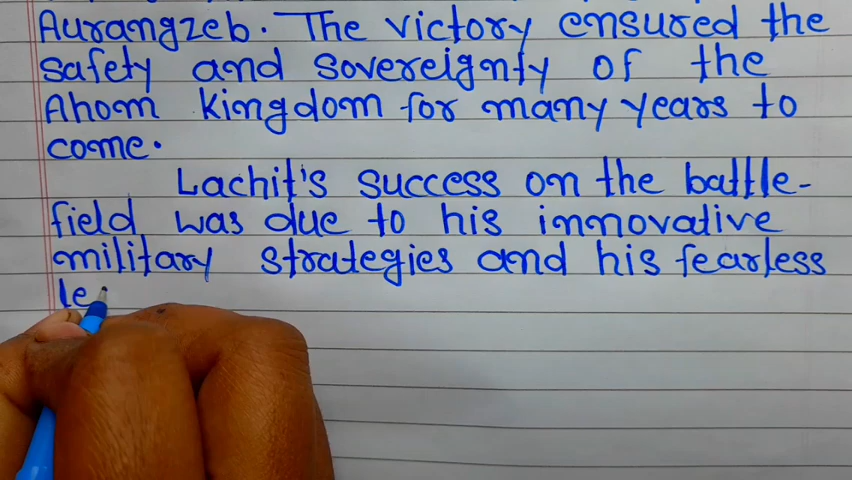 Aurangzeb. The victory ensured the
safety and sovereignty of the
Ahom kingdom for many years to
come.
Lachit's success on the battle-
field was due to his innovative
military strategies and his fearless
le